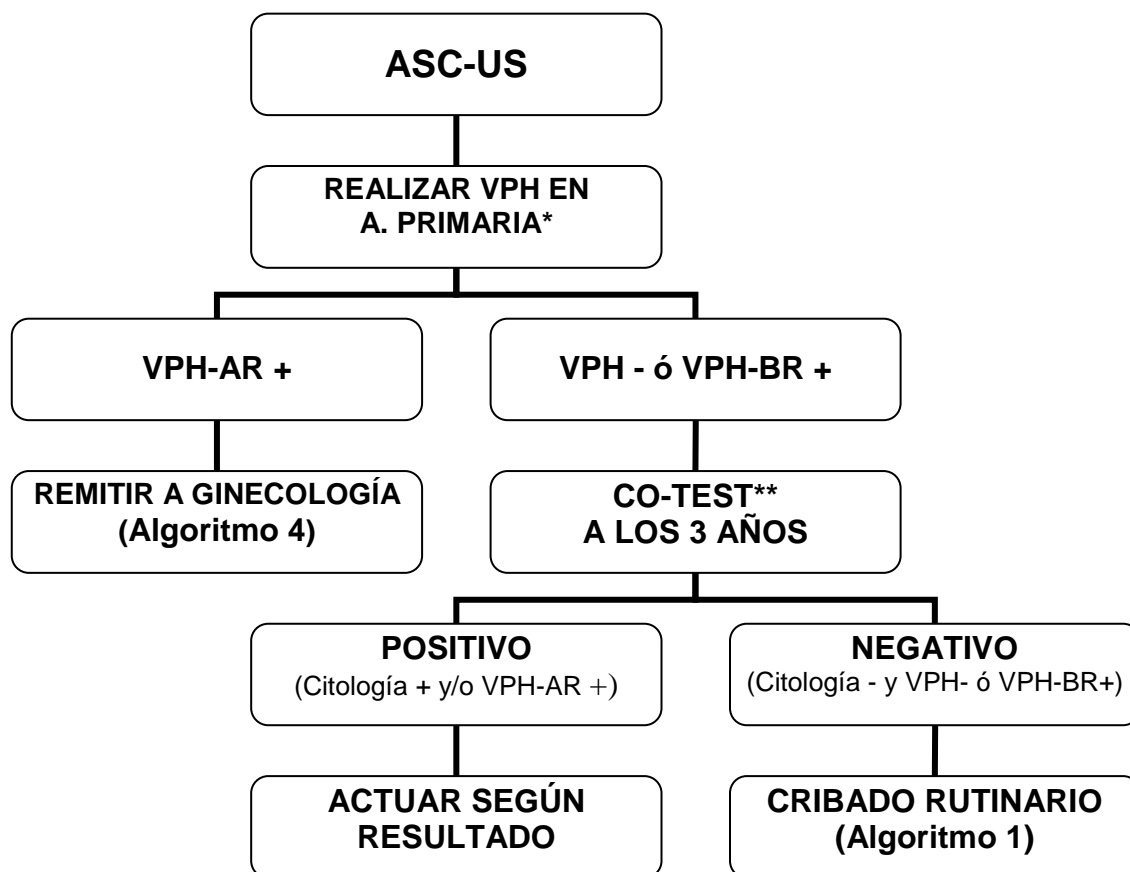 ASC-US
REALIZAR VPH EN
A. PRIMARIA*
VPH-AR +
VPH - ó VPH-BR +
REMITIR A GINECOLOGÍA
(Algoritmo 4)
CO-TEST**
A LOS 3 AÑOS
POSITIVO
(Citología + y/o VPH-AR +)
NEGATIVO
(Citología - y VPH- ó VPH-BR+)
ACTUAR SEGÚN
RESULTADO
CRIBADO RUTINARIO
(Algoritmo 1)